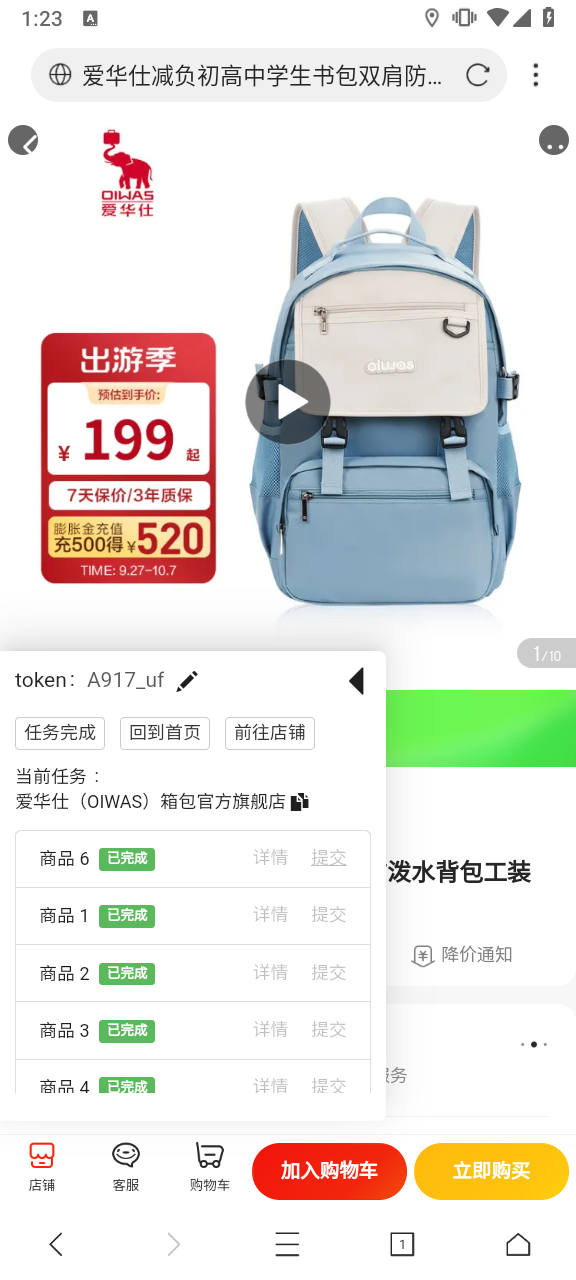 1:23
A
爱华仕减负初高中学生书包双肩防...
OIWAS
爱华仕
出游季
预估到手价:
¥ 199 起
7天保价/3年质保
膨胀金充值
充500得¥520
TIME: 9.27-10.7
oiwas
1/10
token: A917_uf
任务完成
回到首页
前往店铺
当前任务：
爱华仕（OIWAS）箱包官方旗舰店
商品 6 已完成 详情 提交
商品 1 已完成 详情 提交
商品 2 已完成 详情 提交
商品 3 已完成 详情 提交
商品 4 已完成 详情 提交
泼水背包工装
降价通知
服务
店铺
客服
购物车
加入购物车
立即购买
1